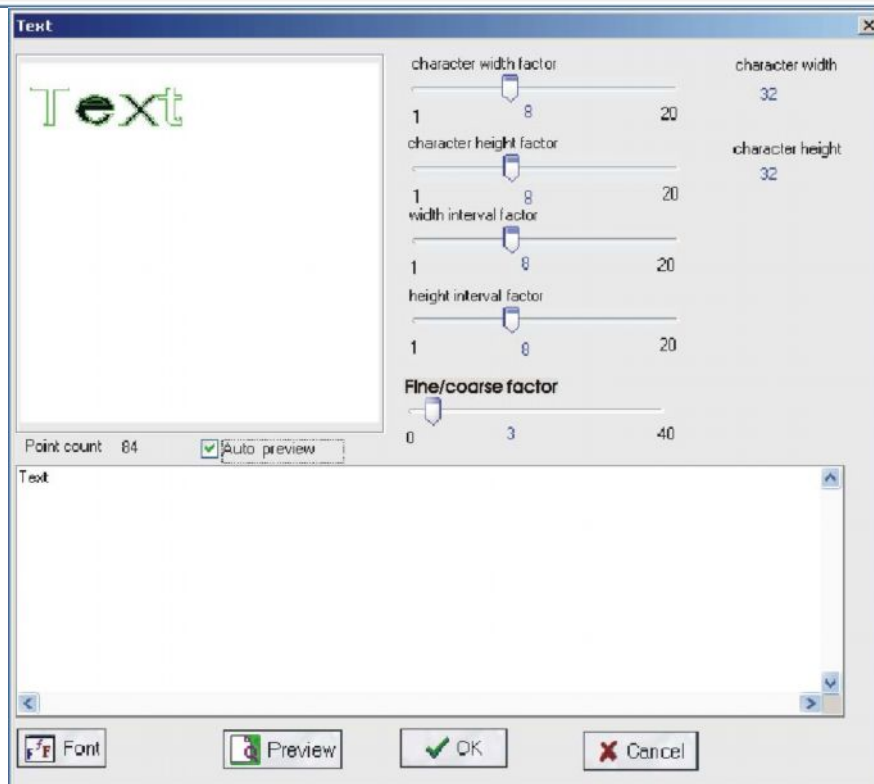 Text
Text
character width factor
character width
1
8
20
32
character height factor
character height
1
8
20
32
width interval factor
1
8
20
height interval factor
1
8
20
Fine/coarse factor
0
3
40
Point count 84
Auto preview
Text
Font
Preview
OK
Cancel